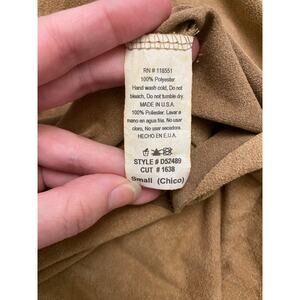 RN # 118551
100% Polyester
Hand wash cold, Do not
bleach, Do not tumble dry.
MADE IN U.S.A.
100% Poliester. Lavar a
mano en agua fria. No usar
cloro, No usar secadora.
HECHO EN E.U.A.
STYLE # D52489
CUT # 1638
Small (Chico)